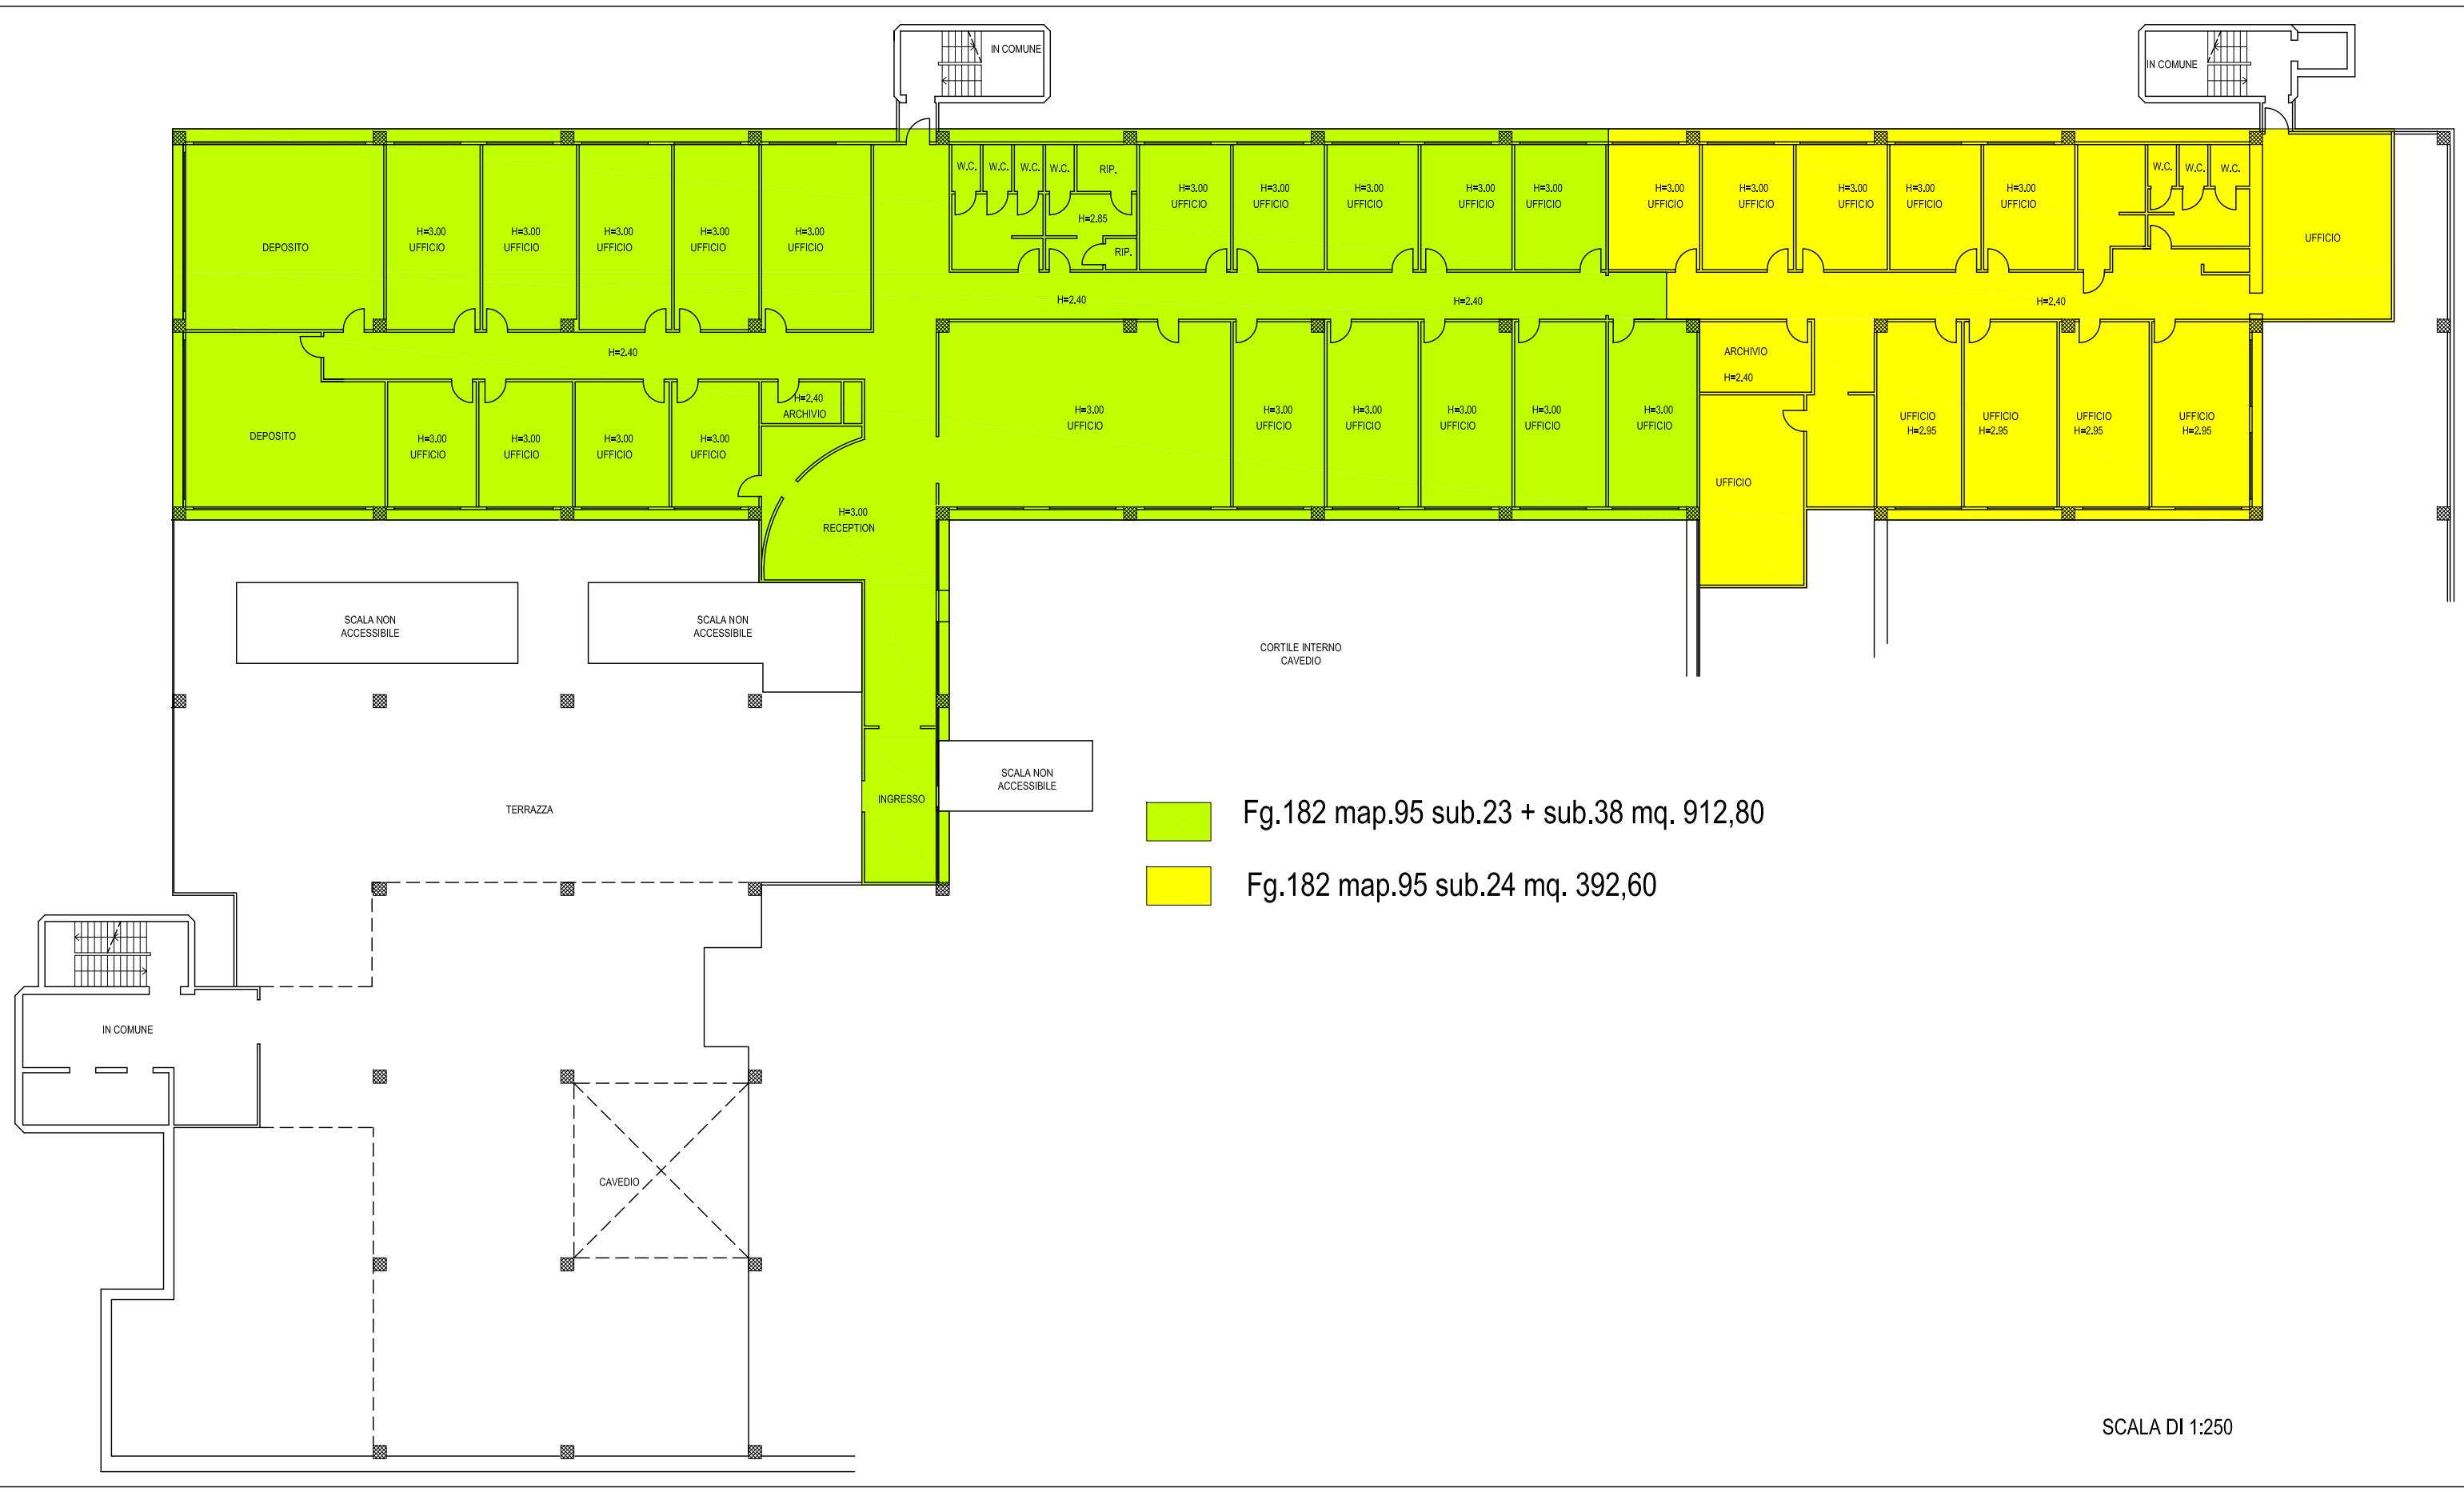 IN COMUNE
IN COMUNE
W.C.
W.C.
W.C.
W.C.
RIP.
W.C.
W.C.
W.C.
H=3.00
UFFICIO
H=3.00
UFFICIO
H=3.00
UFFICIO
H=3.00
UFFICIO
H=3.00
UFFICIO
H=3.00
UFFICIO
H=3.00
UFFICIO
H=3.00
UFFICIO
H=3.00
UFFICIO
H=3.00
UFFICIO
H=2.85
RIP.
DEPOSITO
H=3.00
UFFICIO
H=3.00
UFFICIO
H=3.00
UFFICIO
H=3.00
UFFICIO
H=3.00
UFFICIO
UFFICIO
H=2.40
H=2.40
H=2.40
H=2.40
ARCHIVIO
H=2.40
H=2.40
ARCHIVIO
DEPOSITO
H=3.00
UFFICIO
H=3.00
UFFICIO
H=3.00
UFFICIO
H=3.00
UFFICIO
H=3.00
UFFICIO
H=3.00
UFFICIO
H=3.00
UFFICIO
H=3.00
UFFICIO
H=3.00
UFFICIO
H=3.00
UFFICIO
UFFICIO
H=2.95
UFFICIO
H=2.95
UFFICIO
H=2.95
UFFICIO
H=2.95
UFFICIO
H=3.00
RECEPTION
SCALA NON
ACCESSIBILE
SCALA NON
ACCESSIBILE
CORTILE INTERNO
CAVEDIO
SCALA NON
ACCESSIBILE
INGRESSO
TERRAZZA
Fg.182 map.95 sub.23 + sub.38 mq. 912,80
Fg.182 map.95 sub.24 mq. 392,60
IN COMUNE
CAVEDIO
SCALA DI 1:250